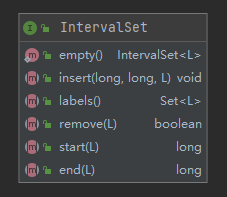 I IntervalSet
m empty() IntervalSet<L>
m insert(long, long, L) void
m labels() Set<L>
m remove(L) boolean
m start(L) long
m end(L) long